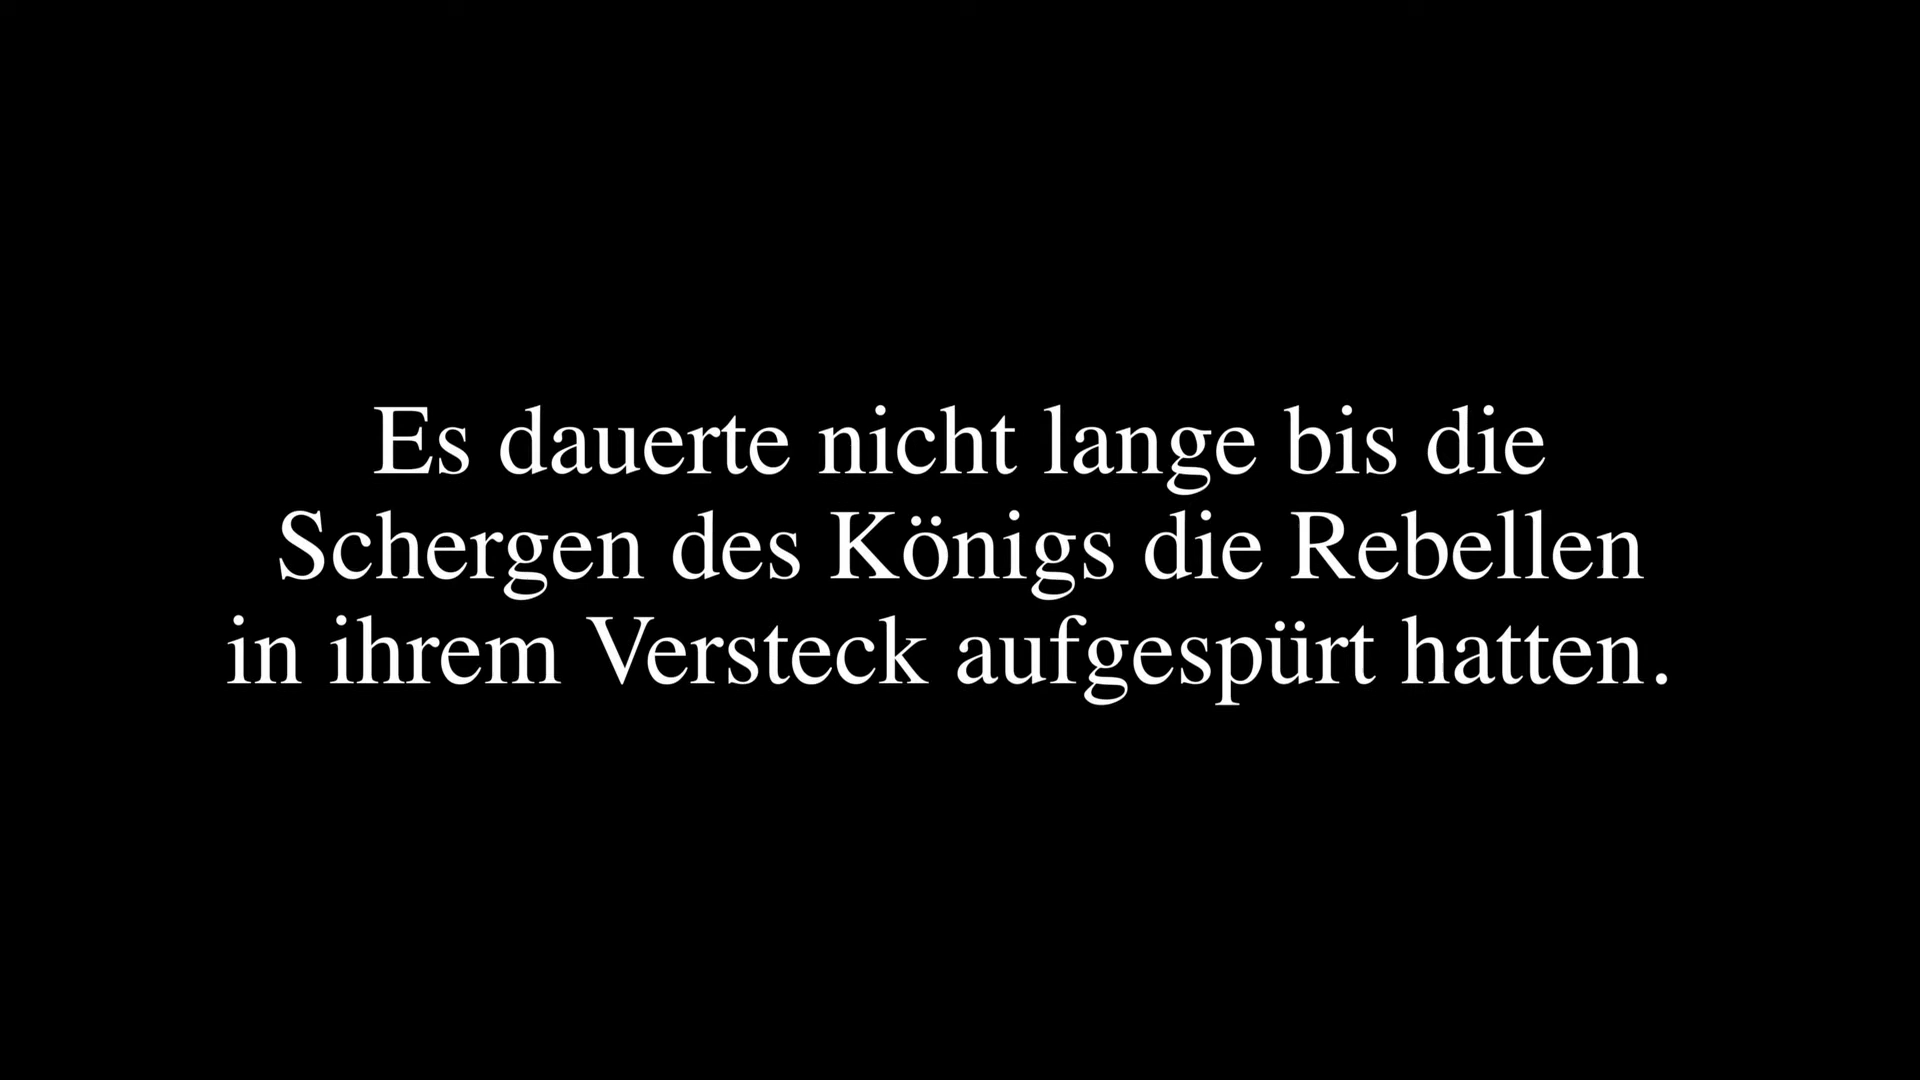 Es dauerte nicht lange bis die
Schergen des Königs die Rebellen
in ihrem Versteck aufgespürt hatten.